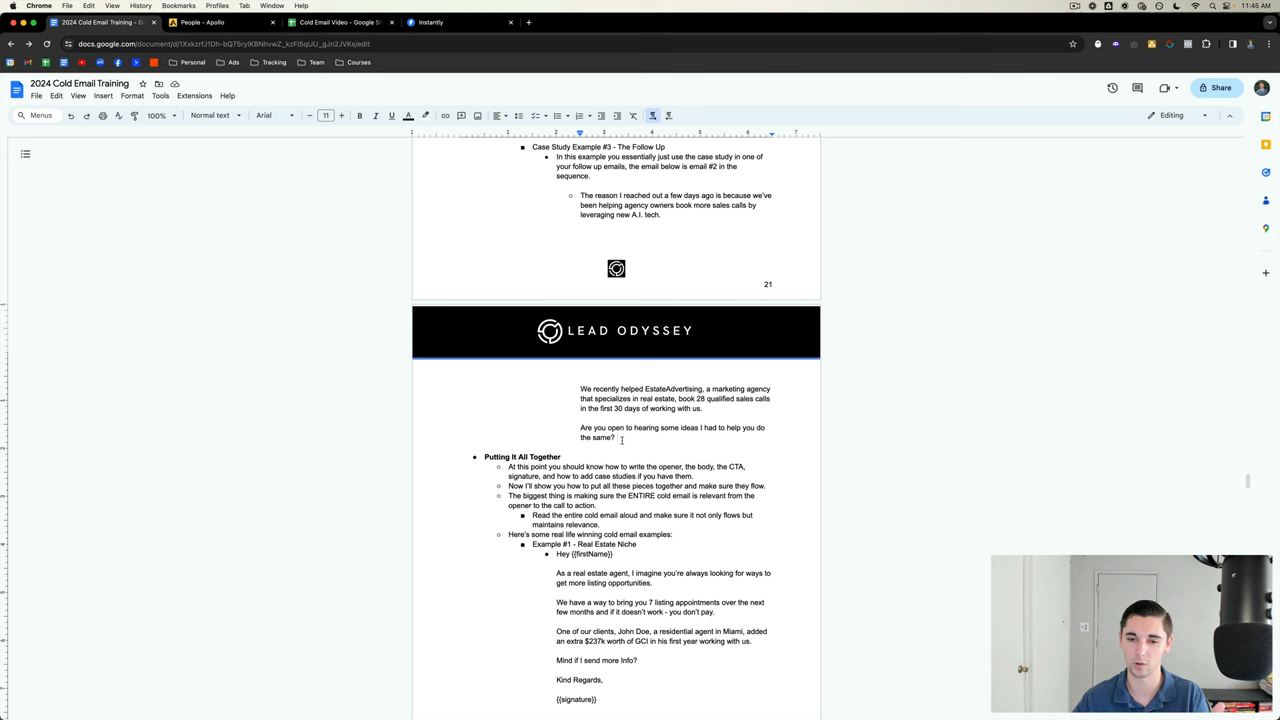 Chrome File Edit View History Bookmarks Profiles Tab Window Help 11:45 AM
2024 Cold Email Training - G
People - Apollo
Cold Email Video - Google Sh
Instantly
docs.google.com/document/d/
/edit
Personal Ads Tracking Team Courses
2024 Cold Email Training
File Edit View Insert Format Tools Extensions Help
Share
Menus 100% Normal text Arial 11 B I U A Editing
1 1 2 3 4 5 6 7
■ Case Study Example #3 - The Follow Up
● In this example you essentially just use the case study in one of
your follow up emails, the email below is email #2 in the
sequence.
○ The reason I reached out a few days ago is because we've
been helping agency owners book more sales calls by
leveraging new A.I. tech.
21
LEAD ODYSSEY
We recently helped EstateAdvertising, a marketing agency
that specializes in real estate, book 28 qualified sales calls
in the first 30 days of working with us.
Are you open to hearing some ideas I had to help you do
the same?
● Putting It All Together
○ At this point you should know how to write the opener, the body, the CTA,
signature, and how to add case studies if you have them.
○ Now I'll show you how to put all these pieces together and make sure they flow.
○ The biggest thing is making sure the ENTIRE cold email is relevant from the
opener to the call to action.
■ Read the entire cold email aloud and make sure it not only flows but
maintains relevance.
○ Here's some real life winning cold email examples:
■ Example #1 - Real Estate Niche
● Hey {{firstName}}
As a real estate agent, I imagine you're always looking for ways to
get more listing opportunities.
We have a way to bring you 7 listing appointments over the next
few months and if it doesn't work - you don't pay.
One of our clients, John Doe, a residential agent in Miami, added
an extra $237k worth of GCI in his first year working with us.
Mind if I send more Info?
Kind Regards,
{{signature}}